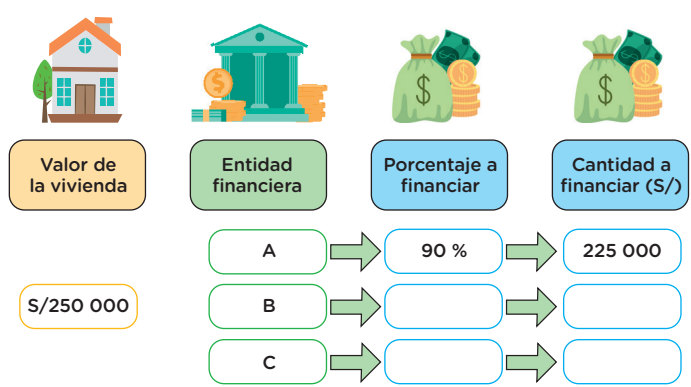 Valor de
la vivienda
Entidad
financiera
Porcentaje a
financiar
Cantidad a
financiar (S/)
A
90 %
225 000
S/250 000
B
C